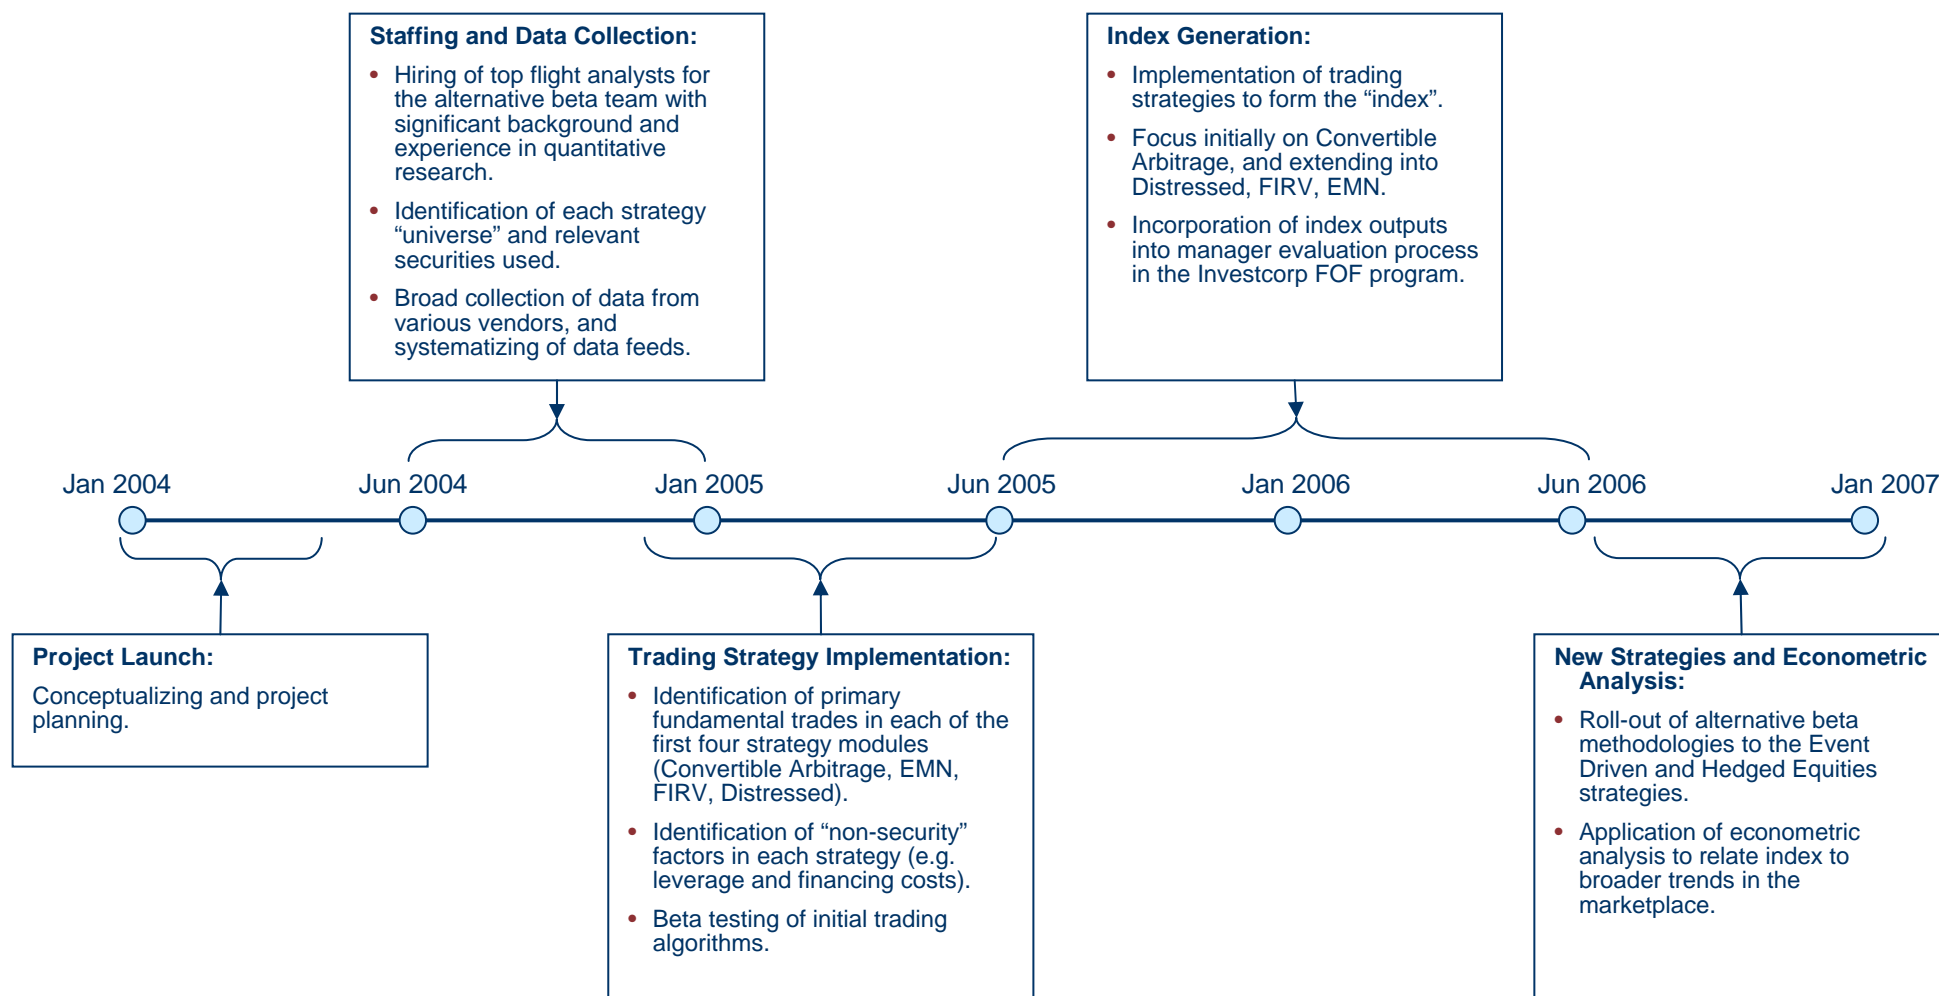 Staffing and Data Collection:
• Hiring of top flight analysts for
the alternative beta team with
significant background and
experience in quantitative
research.
• Identification of each strategy
“universe” and relevant
securities used.
• Broad collection of data from
various vendors, and
systematizing of data feeds.
Index Generation:
• Implementation of trading
strategies to form the “index”.
• Focus initially on Convertible
Arbitrage, and extending into
Distressed, FIRV, EMN.
• Incorporation of index outputs
into manager evaluation process
in the Investcorp FOF program.
Jan 2004
Jun 2004
Jan 2005
Jun 2005
Jan 2006
Jun 2006
Jan 2007
Project Launch:
Conceptualizing and project
planning.
Trading Strategy Implementation:
• Identification of primary
fundamental trades in each of the
first four strategy modules
(Convertible Arbitrage, EMN,
FIRV, Distressed).
• Identification of “non-security”
factors in each strategy (e.g.
leverage and financing costs).
• Beta testing of initial trading
algorithms.
New Strategies and Econometric
Analysis:
• Roll-out of alternative beta
methodologies to the Event
Driven and Hedged Equities
strategies.
• Application of econometric
analysis to relate index to
broader trends in the
marketplace.